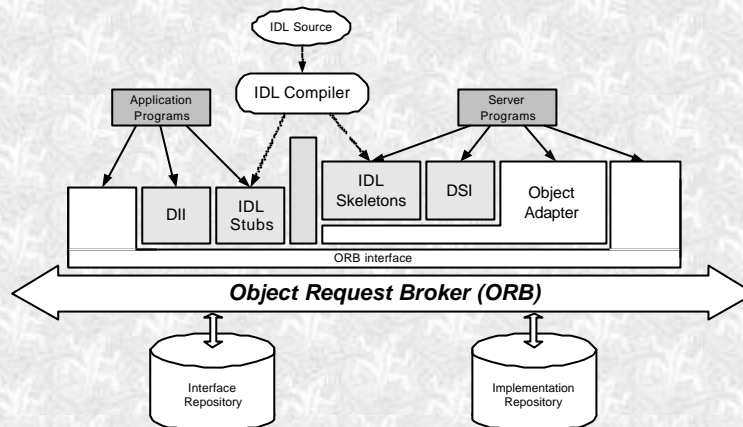 IDL Source
IDL Compiler
Application
Programs
Server
Programs
DII
IDL
Stubs
IDL
Skeletons
DSI
Object
Adapter
ORB interface
Object Request Broker (ORB)
Interface
Repository
Implementation
Repository